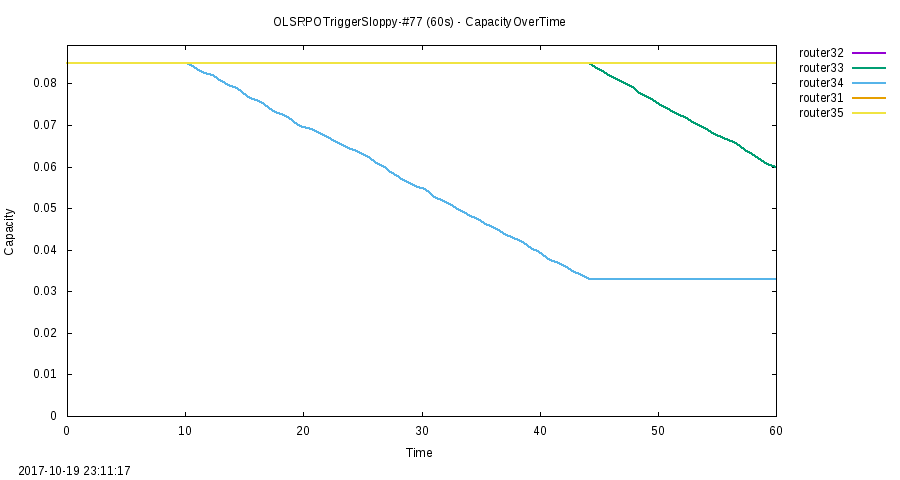 OLSRPOTriggerSloppy-#77 (60s) - CapacityOverTime
router32
router33
router34
router31
router35
0.08
0.07
0.06
0.05
0.04
0.03
0.02
0.01
0
Capacity
0 10 20 30 40 50 60
Time
2017-10-19 23:11:17